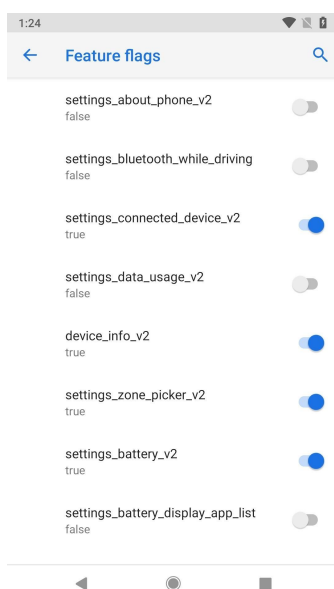 1:24
Feature flags
settings_about_phone_v2
false
settings_bluetooth_while_driving
false
settings_connected_device_v2
true
settings_data_usage_v2
false
device_info_v2
true
settings_zone_picker_v2
true
settings_battery_v2
true
settings_battery_display_app_list
false